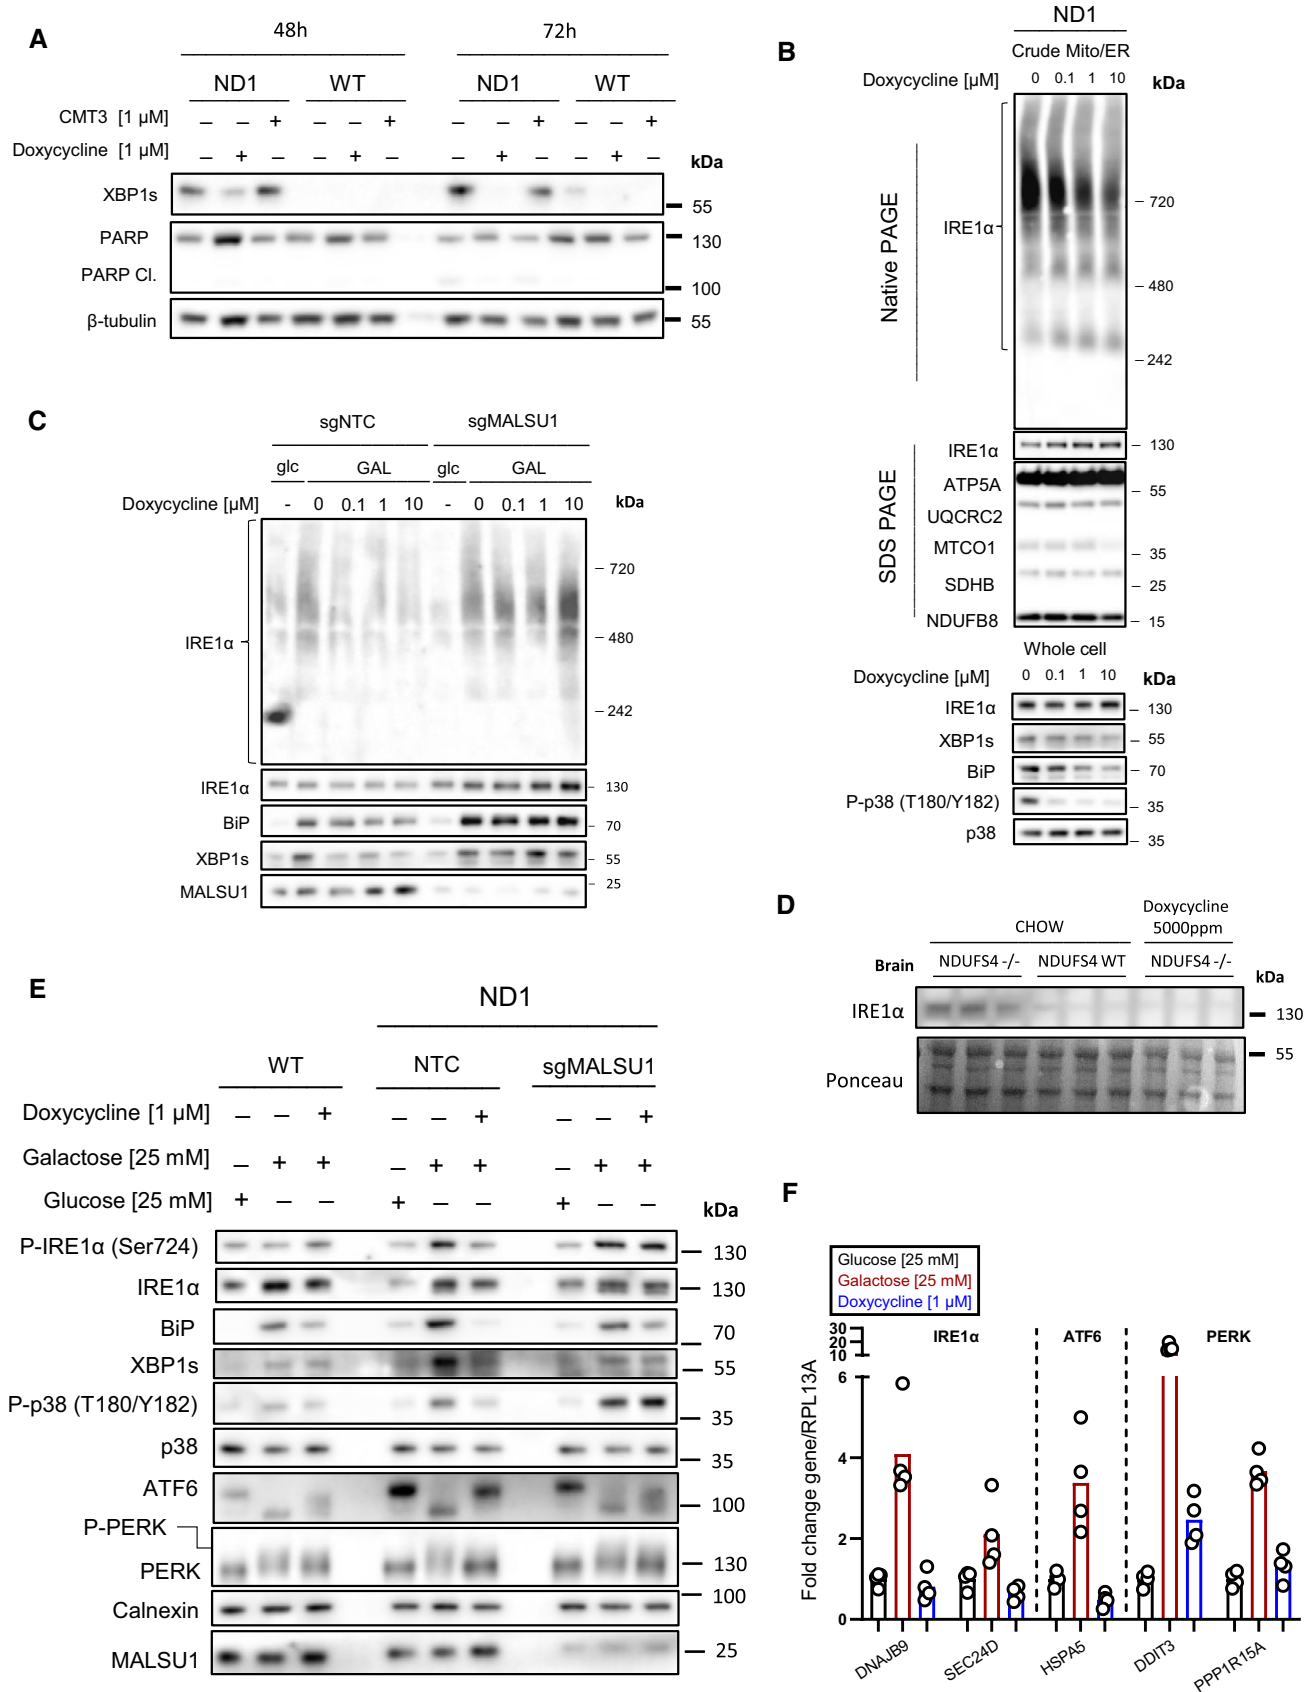 A
48h
72h
ND1
WT
ND1
WT
CMT3 [1 µM]
– – + – – + – – + – – +
Doxycycline [1 µM]
– + – – + – – + – – + –
kDa
XBP1s
55
PARP
130
PARP Cl.
100
β-tubulin
55
B
ND1
Crude Mito/ER
Doxycycline [µM]
0 0.1 1 10
kDa
Native PAGE
IRE1α
720
480
242
SDS PAGE
IRE1α
130
ATP5A
55
UQCRC2
MTCO1
35
SDHB
25
NDUFB8
15
Whole cell
Doxycycline [µM]
0 0.1 1 10
kDa
IRE1α
130
XBP1s
55
BiP
70
P-p38 (T180/Y182)
35
p38
35
C
sgNTC
sgMALSU1
glc
GAL
glc
GAL
Doxycycline [µM]
- 0 0.1 1 10 - 0 0.1 1 10
kDa
720
IRE1α
480
242
IRE1α
130
BiP
70
XBP1s
55
MALSU1
25
D
CHOW
Doxycycline
5000ppm
Brain
NDUFS4 -/-
NDUFS4 WT
NDUFS4 -/-
kDa
IRE1α
130
55
Ponceau
E
ND1
WT
NTC
sgMALSU1
Doxycycline [1 µM]
– – + – – + – – +
Galactose [25 mM]
– + + – + + – + +
Glucose [25 mM]
+ – – + – – + – –
kDa
P-IRE1α (Ser724)
130
IRE1α
130
BiP
70
XBP1s
55
P-p38 (T180/Y182)
35
p38
35
ATF6
100
P-PERK
PERK
130
100
Calnexin
MALSU1
25
F
Glucose [25 mM]
Galactose [25 mM]
Doxycycline [1 µM]
IRE1α
ATF6
PERK
Fold change gene/RPL13A
30
20
10
6
4
2
0
DNAJB9
SEC24D
HSPA5
DDIT3
PPP1R15A